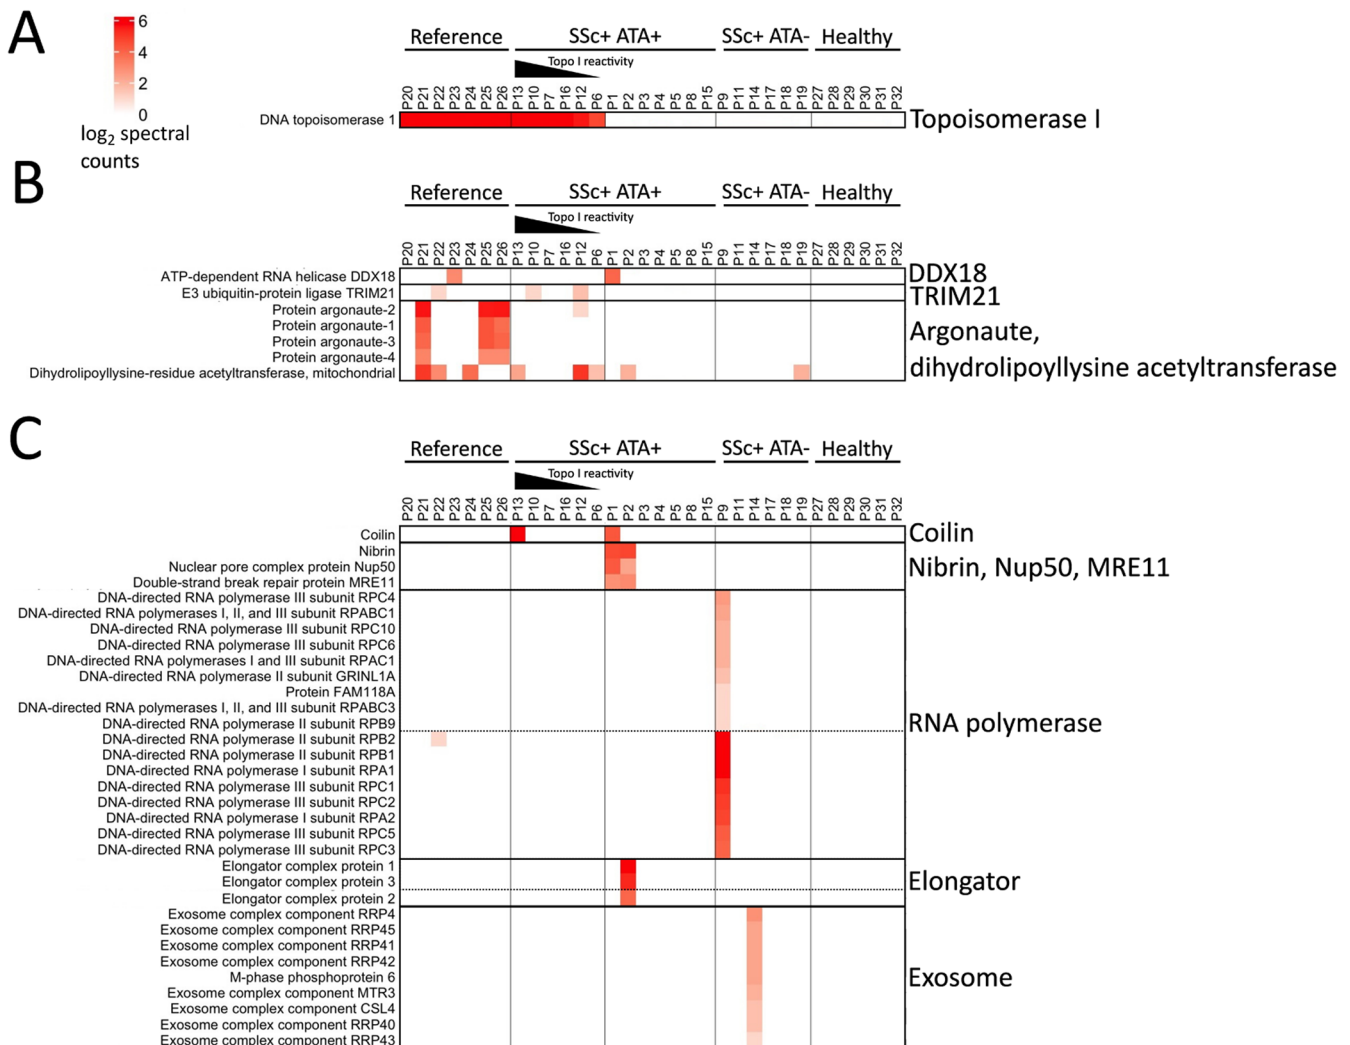 A
6
4
2
0
log2 spectral
counts
Reference SSc+ ATA+ SSc+ ATA- Healthy
Topo I reactivity
P20 P21 P22 P23 P24 P25 P26 P13 P10 P7 P16 P12 P6 P1 P2 P3 P4 P5 P8 P15 P9 P11 P14 P17 P18 P19 P27 P28 P29 P30 P31 P32
DNA topoisomerase 1 Topoisomerase I
B
Reference SSc+ ATA+ SSc+ ATA- Healthy
Topo I reactivity
P20 P21 P22 P23 P24 P25 P26 P13 P10 P7 P16 P12 P6 P1 P2 P3 P4 P5 P8 P15 P9 P11 P14 P17 P18 P19 P27 P28 P29 P30 P31 P32
ATP-dependent RNA helicase DDX18 DDX18
E3 ubiquitin-protein ligase TRIM21 TRIM21
Protein argonaute-2
Protein argonaute-1 Argonaute,
Protein argonaute-3
Protein argonaute-4
Dihydrolipoyllysine-residue acetyltransferase, mitochondrial dihydrolipoyllysine acetyltransferase
C
Reference SSc+ ATA+ SSc+ ATA- Healthy
Topo I reactivity
P20 P21 P22 P23 P24 P25 P26 P13 P10 P7 P16 P12 P6 P1 P2 P3 P4 P5 P8 P15 P9 P11 P14 P17 P18 P19 P27 P28 P29 P30 P31 P32
Coilin Coilin
Nibrin
Nuclear pore complex protein Nup50 Nibrin, Nup50, MRE11
Double-strand break repair protein MRE11
DNA-directed RNA polymerase III subunit RPC4
DNA-directed RNA polymerases I, II, and III subunit RPABC1
DNA-directed RNA polymerase III subunit RPC10
DNA-directed RNA polymerase III subunit RPC6
DNA-directed RNA polymerases I and III subunit RPAC1
DNA-directed RNA polymerase II subunit GRINL1A
Protein FAM118A
DNA-directed RNA polymerases I, II, and III subunit RPABC3
DNA-directed RNA polymerase II subunit RPB9 RNA polymerase
DNA-directed RNA polymerase II subunit RPB2
DNA-directed RNA polymerase II subunit RPB1
DNA-directed RNA polymerase I subunit RPA1
DNA-directed RNA polymerase III subunit RPC1
DNA-directed RNA polymerase III subunit RPC2
DNA-directed RNA polymerase I subunit RPA2
DNA-directed RNA polymerase III subunit RPC5
DNA-directed RNA polymerase III subunit RPC3
Elongator complex protein 1
Elongator complex protein 3 Elongator
Elongator complex protein 2
Exosome complex component RRP4
Exosome complex component RRP45
Exosome complex component RRP41
Exosome complex component RRP42
M-phase phosphoprotein 6 Exosome
Exosome complex component MTR3
Exosome complex component CSL4
Exosome complex component RRP40
Exosome complex component RRP43